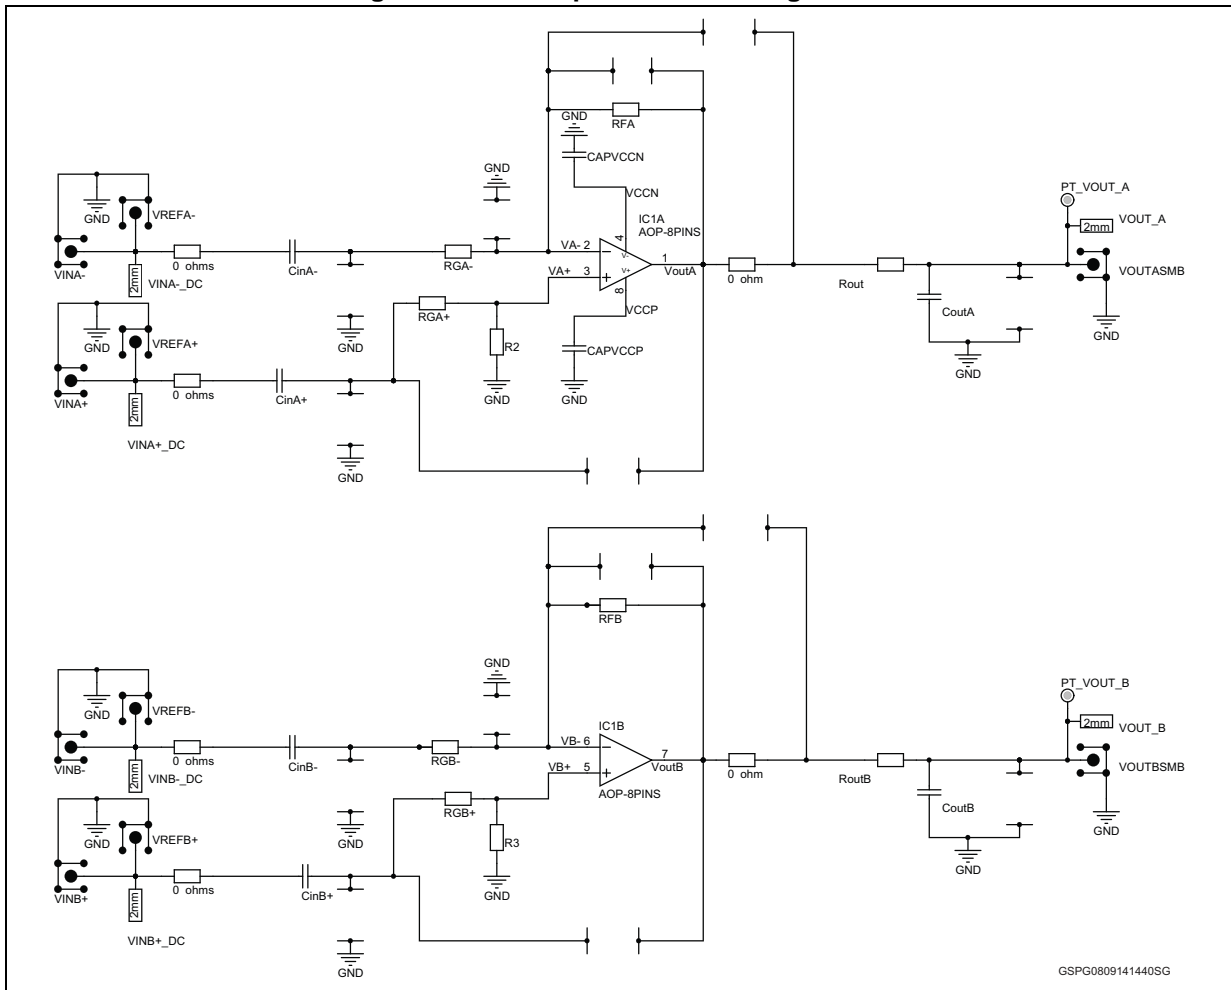 GND
RFA
CAPVCCN
GND
VCCN
GND
VREFA-
IC1A
AOP-8PINS
PT_VOUT_A
2mm
VOUT_A
VINA-
2mm
VINA-_DC
0 ohms
CinA-
RGA-
VA- 2
4
V-
V+
8
1
VoutA
0 ohm
Rout
VOUTASMB
VA+ 3
RGA+
VCCP
CoutA
GND
GND
VREFA+
GND
R2
CAPVCCP
GND
VINA+
2mm
0 ohms
CinA+
GND
GND
VINA+_DC
GND
RFB
GND
PT_VOUT_B
GND
VREFB-
IC1B
2mm
VOUT_B
VINB-
2mm
VINB-_DC
0 ohms
CinB-
RGB-
VB- 6
7
VoutB
0 ohm
RoutB
VOUTBSMB
VB+ 5
AOP-8PINS
RGB+
CoutB
GND
GND
VREFB+
GND
R3
GND
VINB+
2mm
0 ohms
CinB+
GND
VINB+_DC
GND
GSPG0809141440SG